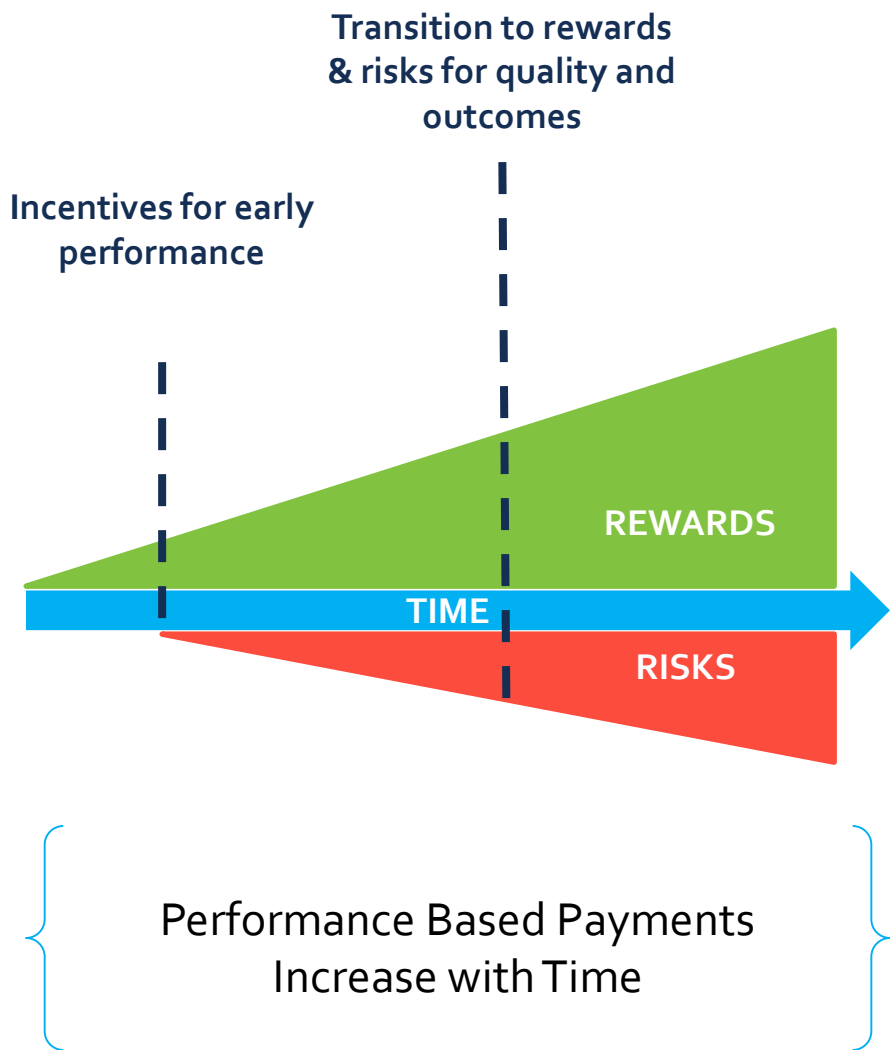 Transition to rewards
& risks for quality and
outcomes
Incentives for early
performance
REWARDS
TIME
RISKS
Performance Based Payments
Increase with Time